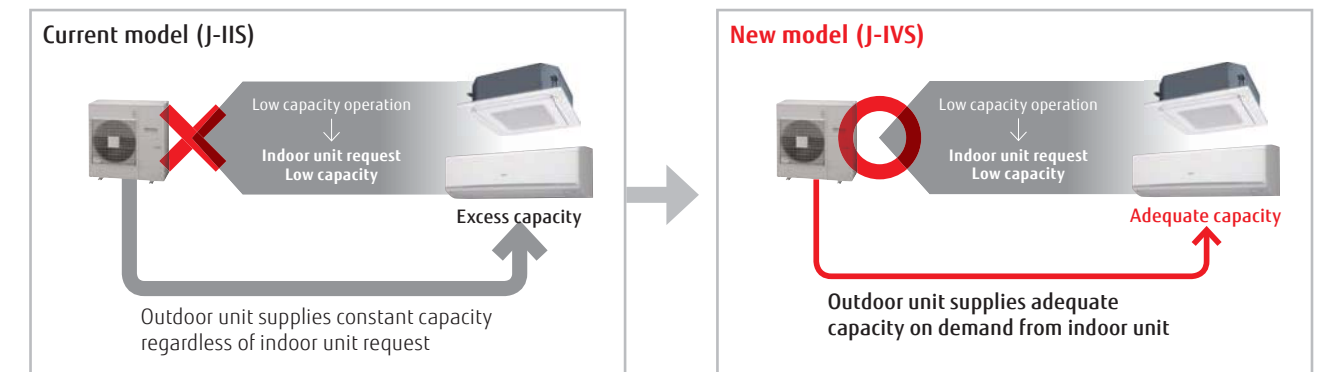 Current model (J-IIS)
Low capacity operation
↓
Indoor unit request
Low capacity
Excess capacity
Outdoor unit supplies constant capacity
regardless of indoor unit request
New model (J-IVS)
Low capacity operation
↓
Indoor unit request
Low capacity
Adequate capacity
Outdoor unit supplies adequate
capacity on demand from indoor unit